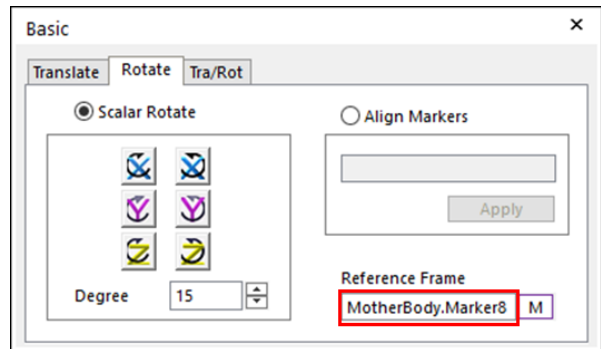 Basic
Translate Rotate Tra/Rot
Scalar Rotate
Align Markers
X X
Y Y
Z Z
Apply
Degree 15
Reference Frame
MotherBody.Marker8 M